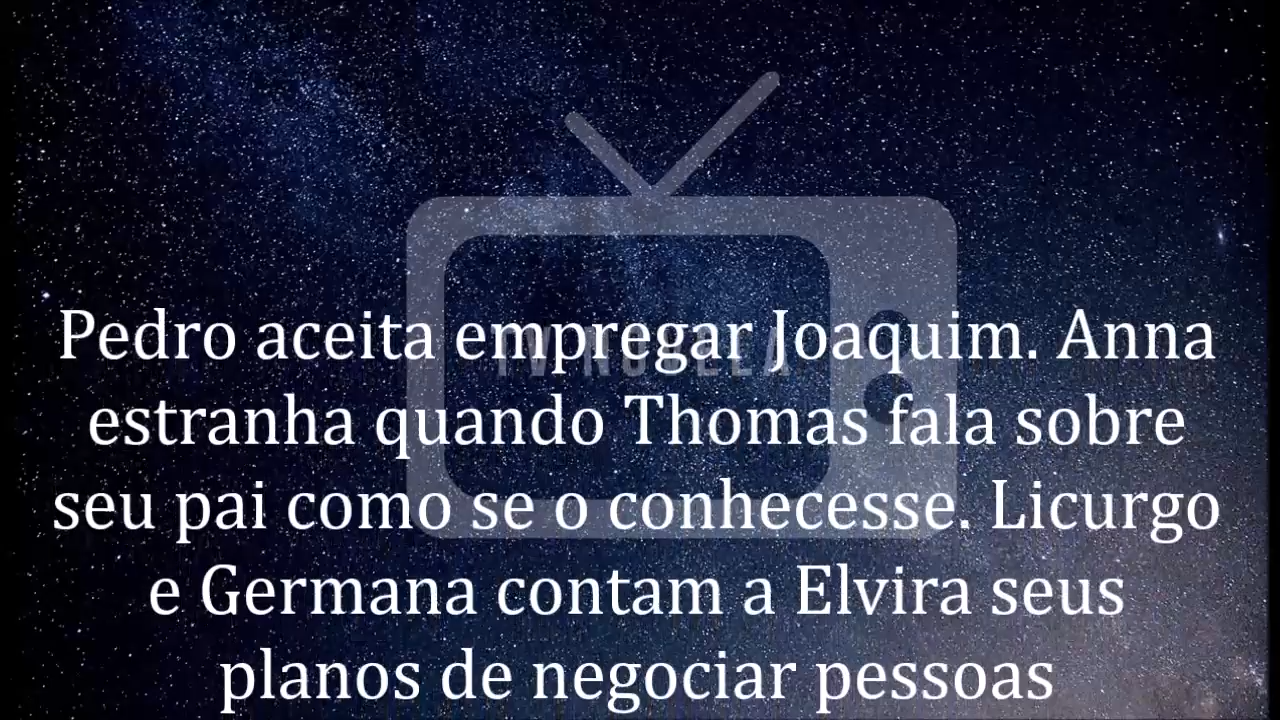 Pedro aceita empregar Joaquim. Anna
estranha quando Thomas fala sobre
seu pai como se o conhecesse. Licurgo
e Germana contam a Elvira seus
planos de negociar pessoas